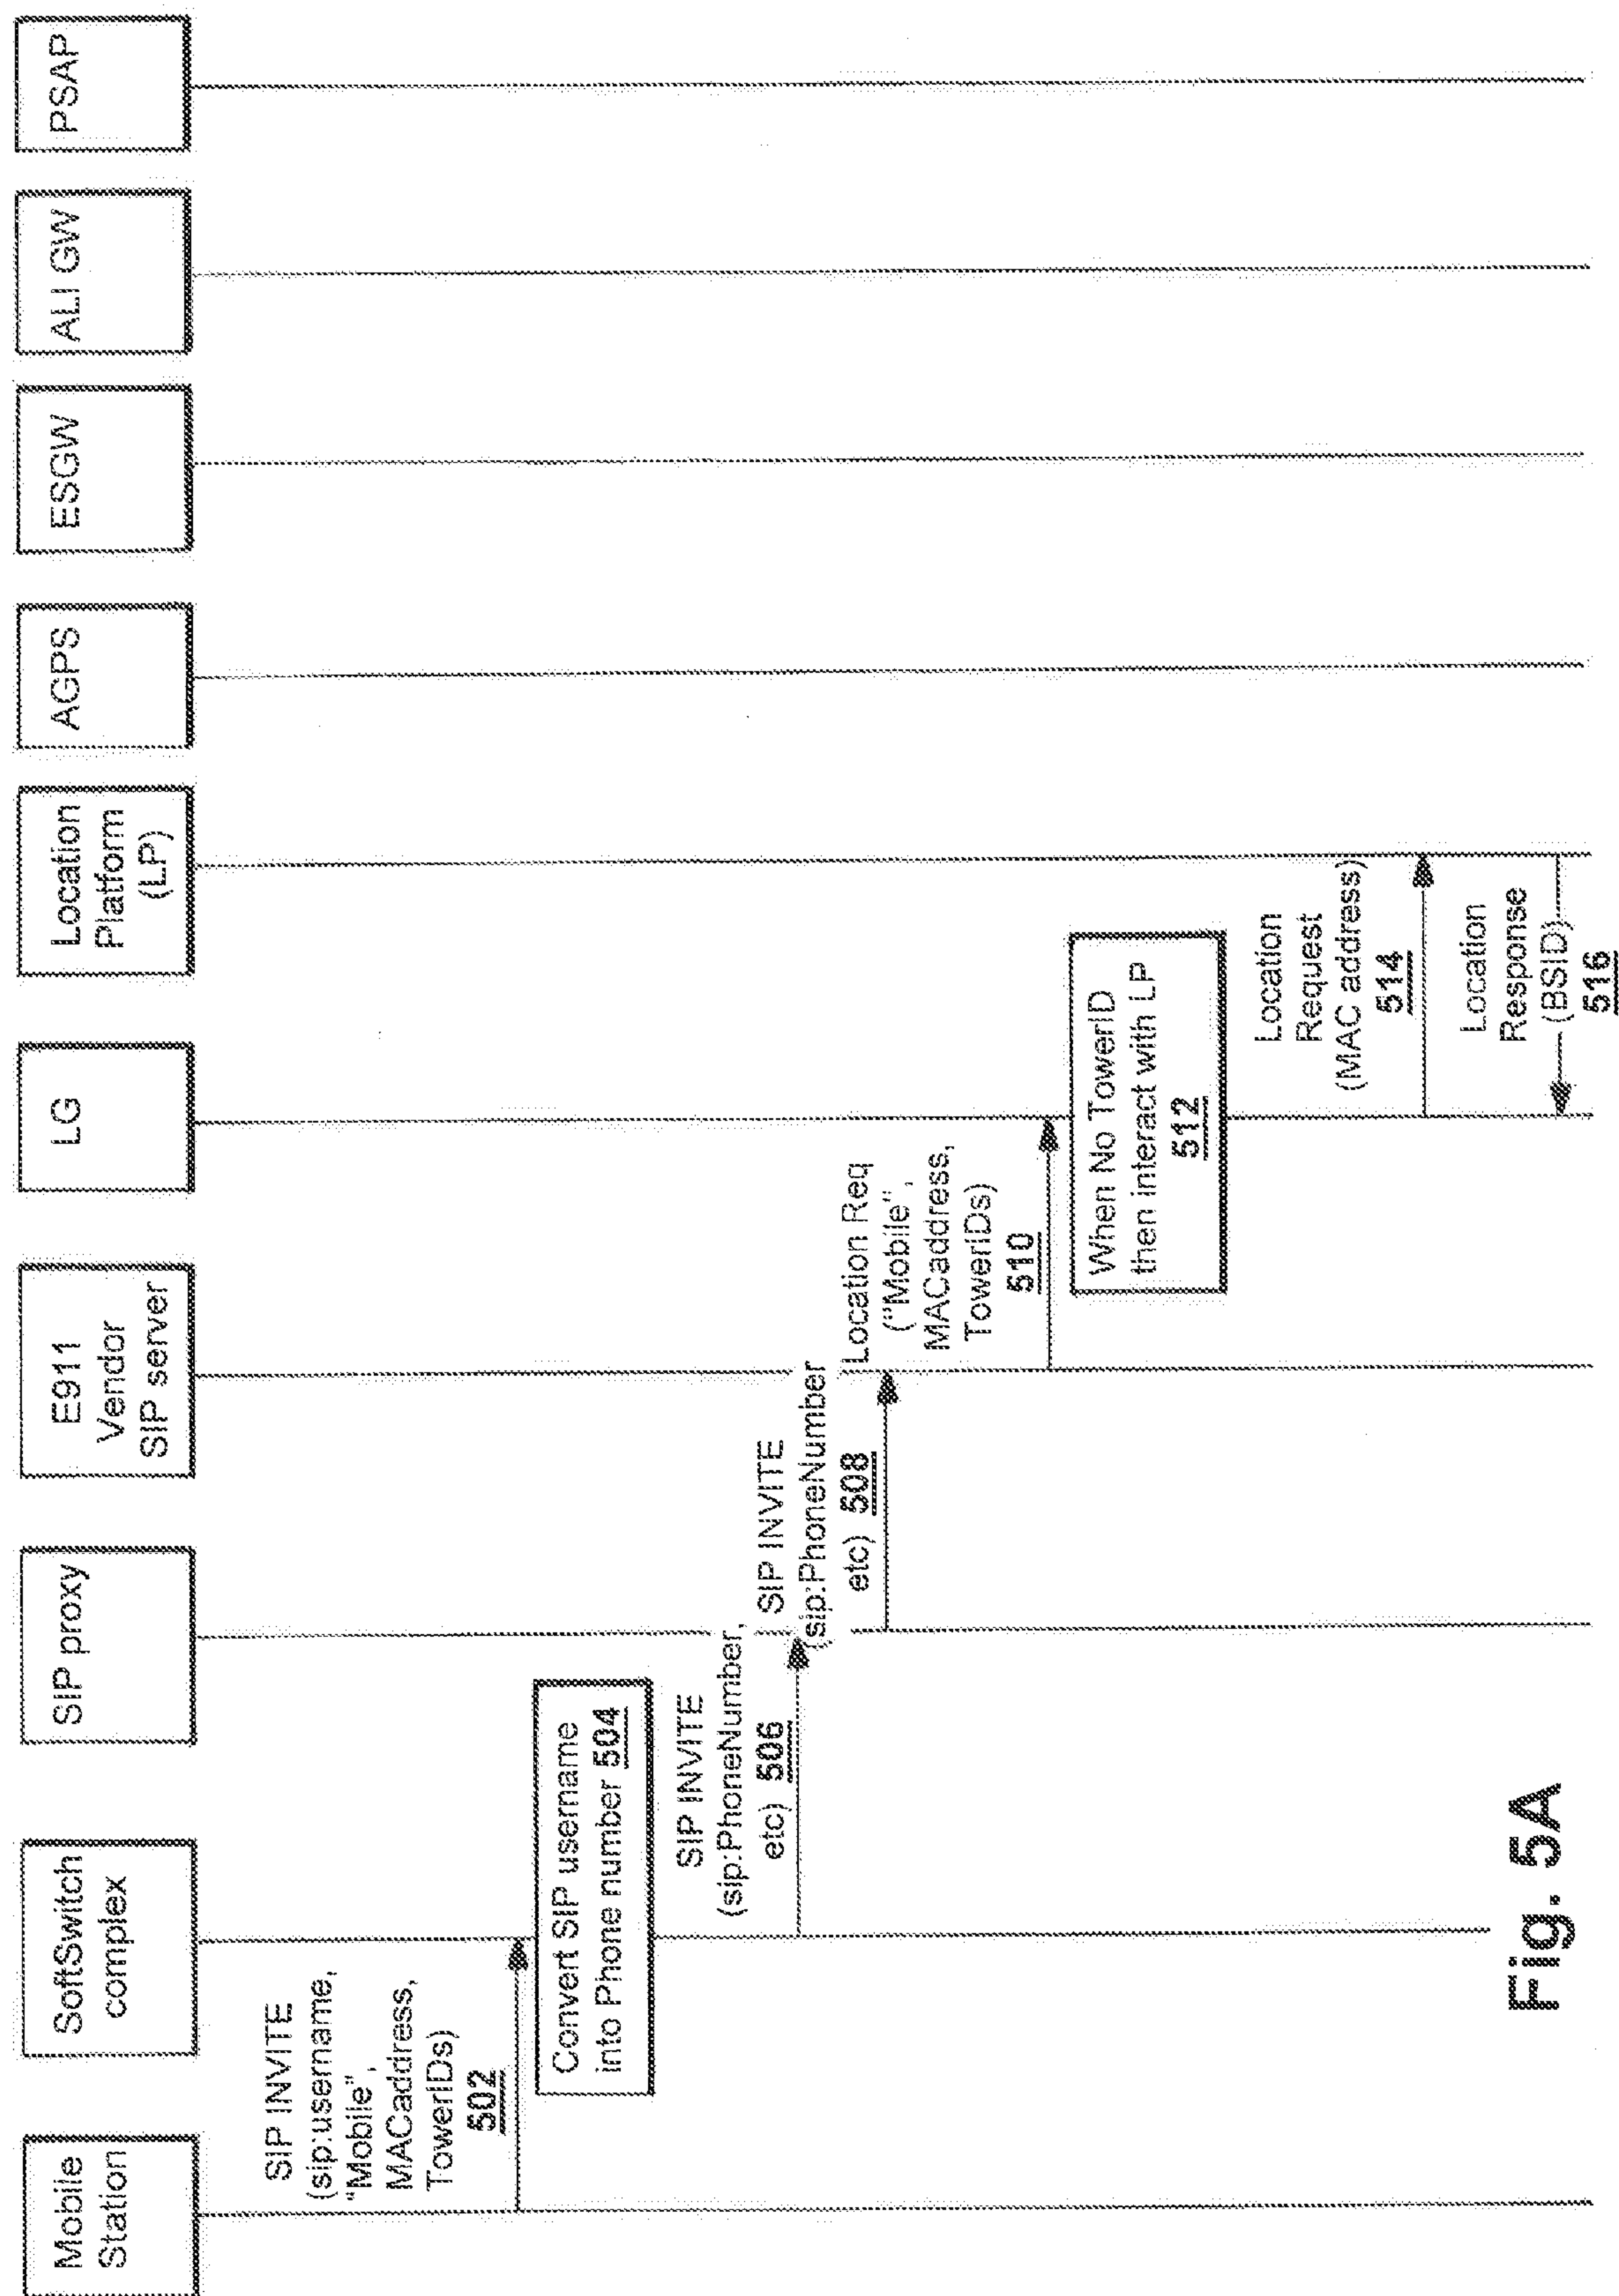 Mobile
Station
SoftSwitch
complex
SIP proxy
E911
Vendor
SIP server
LG
Location
Platform
(LP)
AGPS
ESGW
ALI GW
PSAP
SIP INVITE
(sip:username,
"Mobile",
MACaddress,
TowerIDs)
502
Convert SIP username
into Phone number 504
SIP INVITE
(sip:PhoneNumber,
etc) 506
SIP INVITE
(sip:PhoneNumber
etc) 508
Location Req
("Mobile",
MACaddress,
TowerIDs)
510
When No TowerID
then interact with LP
512
Location
Request
(MAC address)
514
Location
Response
(BSID)
516
Fig. 5A